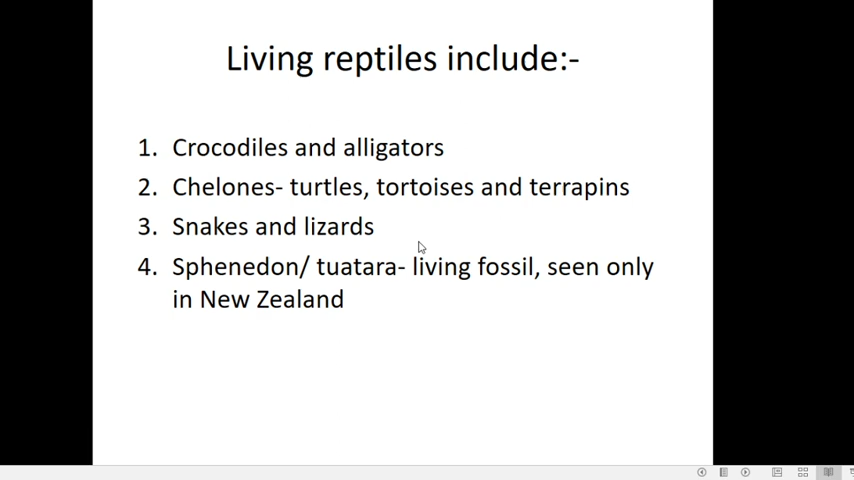 Living reptiles include:-
1. Crocodiles and alligators
2. Chelones- turtles, tortoises and terrapins
3. Snakes and lizards
4. Sphenedon/ tuatara- living fossil, seen only
in New Zealand